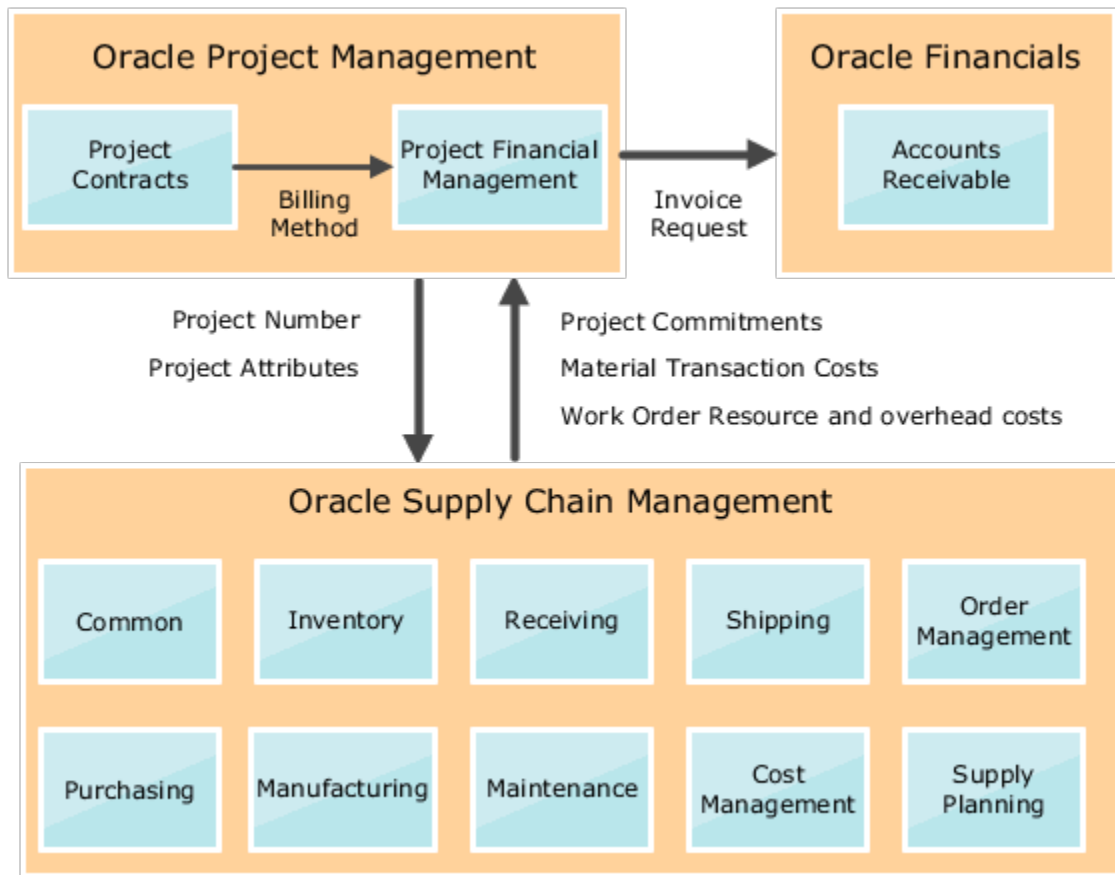 Oracle Project Management
Oracle Financials
Project
Contracts
Billing
Method
Project Financial
Management
Invoice
Request
Accounts
Receivable
Project Number
Project Attributes
Project Commitments
Material Transaction Costs
Work Order Resource and overhead costs
Oracle Supply Chain Management
Common
Inventory
Receiving
Shipping
Order
Management
Purchasing
Manufacturing
Maintenance
Cost
Management
Supply
Planning